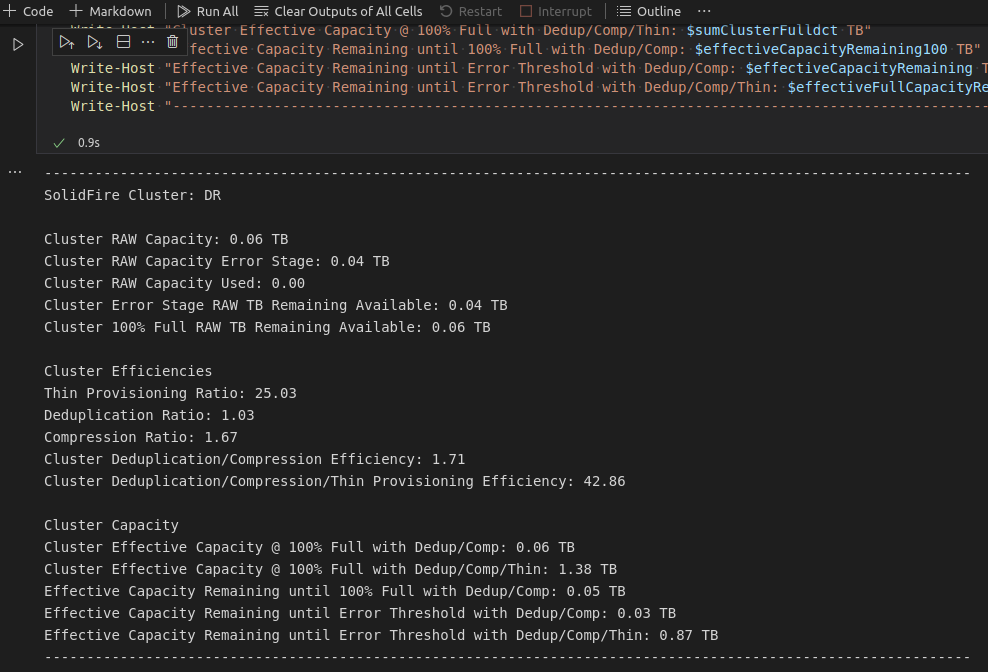 Code Markdown Run All Clear Outputs of All Cells Restart Interrupt Outline ...
Write-Host "Cluster Effective Capacity @ 100% Full with Dedup/Comp/Thin: $sumClusterFulldct TB"
ffective Capacity Remaining until 100% Full with Dedup/Comp: $effectiveCapacityRemaining100 TB"
Write-Host "Effective Capacity Remaining until Error Threshold with Dedup/Comp: $effectiveCapacityRemaining T
Write-Host "Effective Capacity Remaining until Error Threshold with Dedup/Comp/Thin: $effectiveFullCapacityRe
Write-Host "-------------------------------------------------------------------------------------------------
0.9s
--------------------------------------------------------------------------------------------------------------
SolidFire Cluster: DR
Cluster RAW Capacity: 0.06 TB
Cluster RAW Capacity Error Stage: 0.04 TB
Cluster RAW Capacity Used: 0.00
Cluster Error Stage RAW TB Remaining Available: 0.04 TB
Cluster 100% Full RAW TB Remaining Available: 0.06 TB
Cluster Efficiencies
Thin Provisioning Ratio: 25.03
Deduplication Ratio: 1.03
Compression Ratio: 1.67
Cluster Deduplication/Compression Efficiency: 1.71
Cluster Deduplication/Compression/Thin Provisioning Efficiency: 42.86
Cluster Capacity
Cluster Effective Capacity @ 100% Full with Dedup/Comp: 0.06 TB
Cluster Effective Capacity @ 100% Full with Dedup/Comp/Thin: 1.38 TB
Effective Capacity Remaining until 100% Full with Dedup/Comp: 0.05 TB
Effective Capacity Remaining until Error Threshold with Dedup/Comp: 0.03 TB
Effective Capacity Remaining until Error Threshold with Dedup/Comp/Thin: 0.87 TB
--------------------------------------------------------------------------------------------------------------